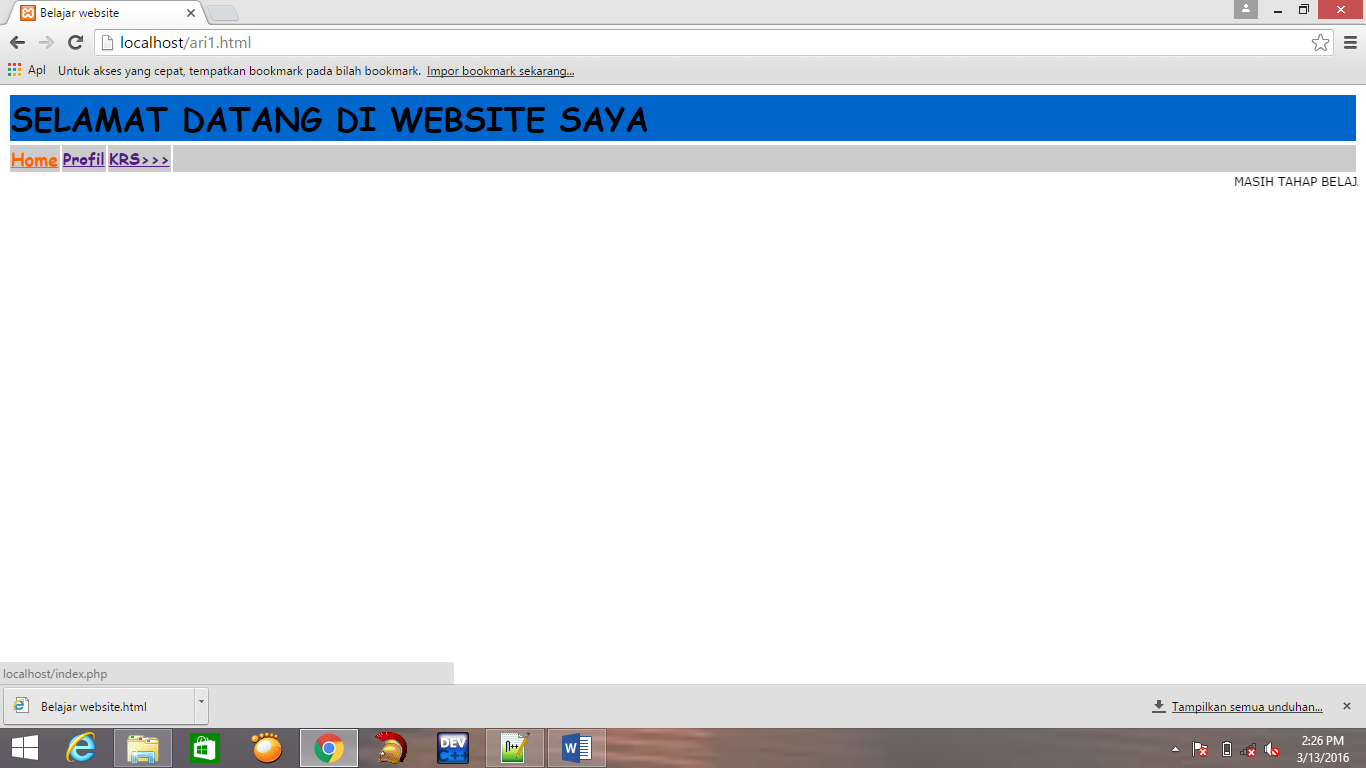 Belajar website
localhost/ari1.html
Apl Untuk akses yang cepat, tempatkan bookmark pada bilah bookmark. Impor bookmark sekarang...
SELAMAT DATANG DI WEBSITE SAYA
Home Profil KRS>>>
MASIH TAHAP BELAJ
localhost/index.php
Belajar website.html Tampilkan semua unduhan...
DEV
C++
N++
W
2:26 PM
3/13/2016